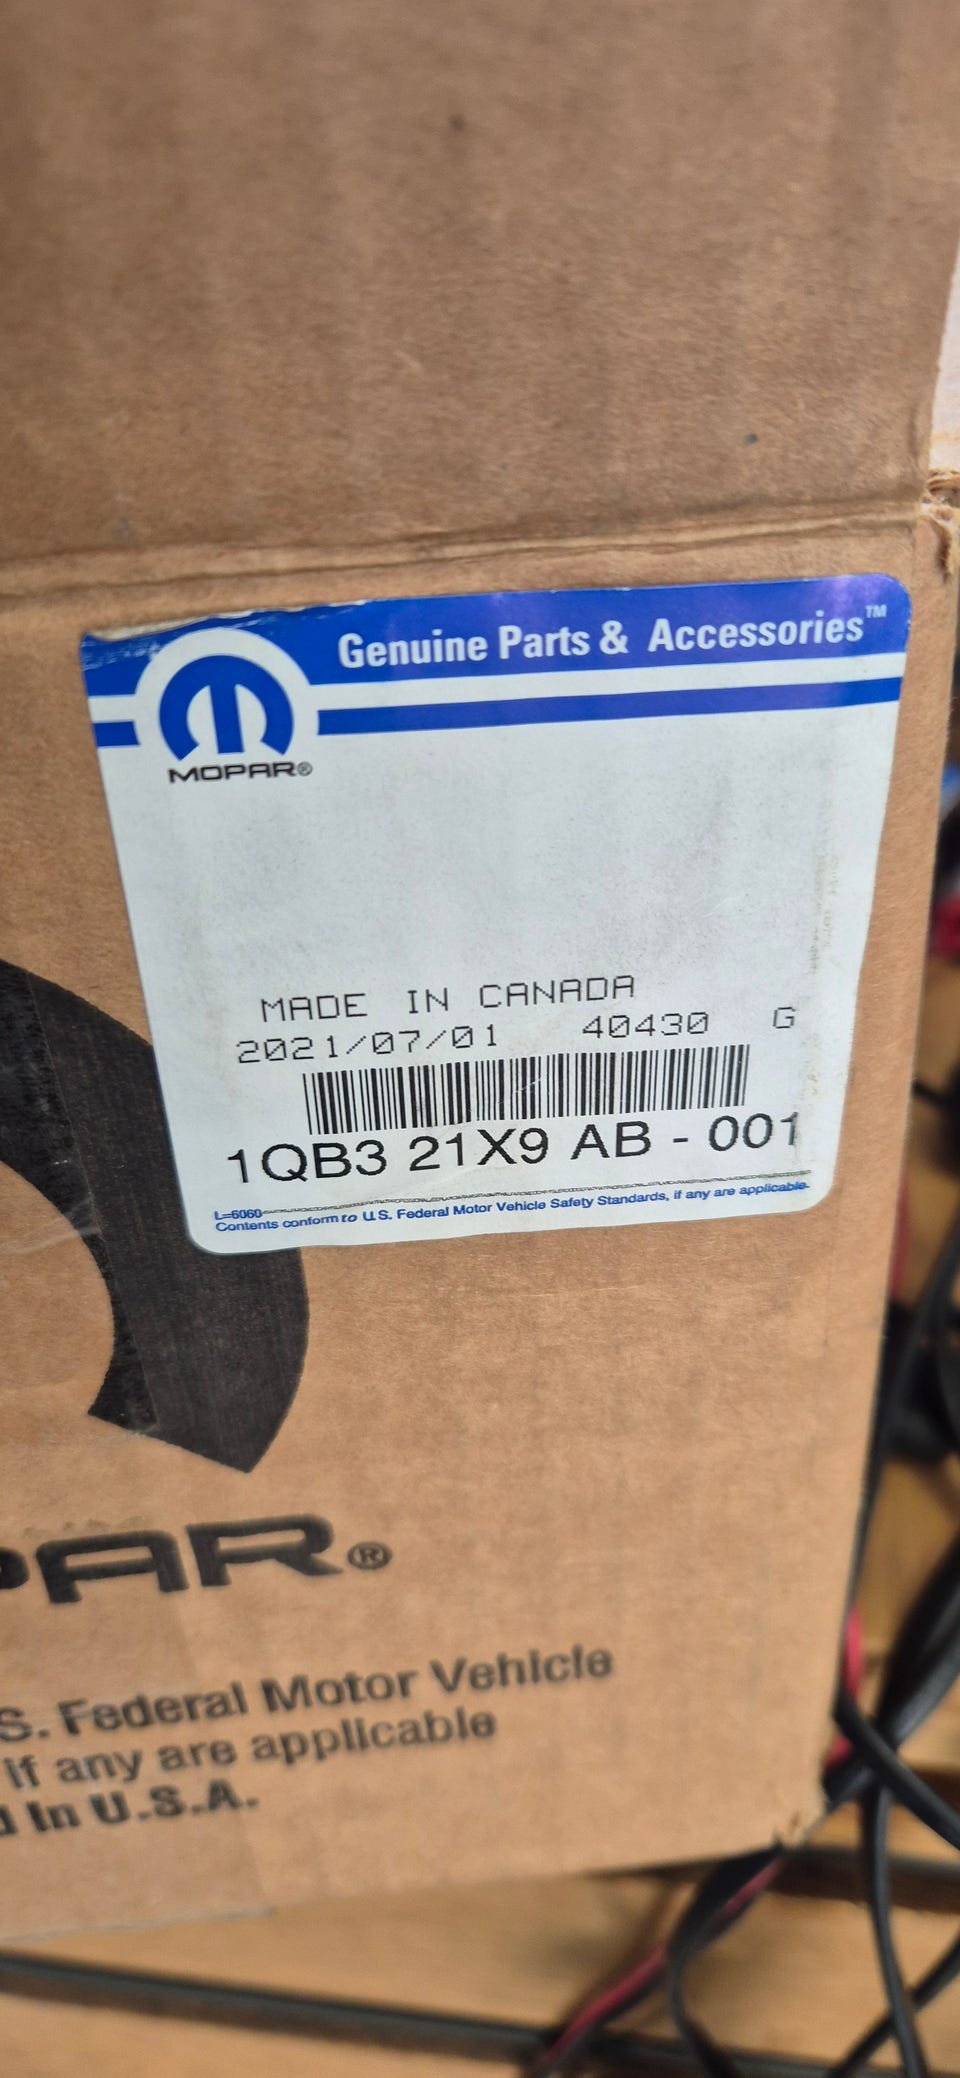 Genuine Parts & Accessories™
MOPAR®
MADE IN CANADA
2021/07/01 40430 G
1QB3 21X9 AB - 001
L=6060
Contents conform to U.S. Federal Motor Vehicle Safety Standards, if any are applicable.
PAR®
S. Federal Motor Vehicle
if any are applicable
d in U.S.A.